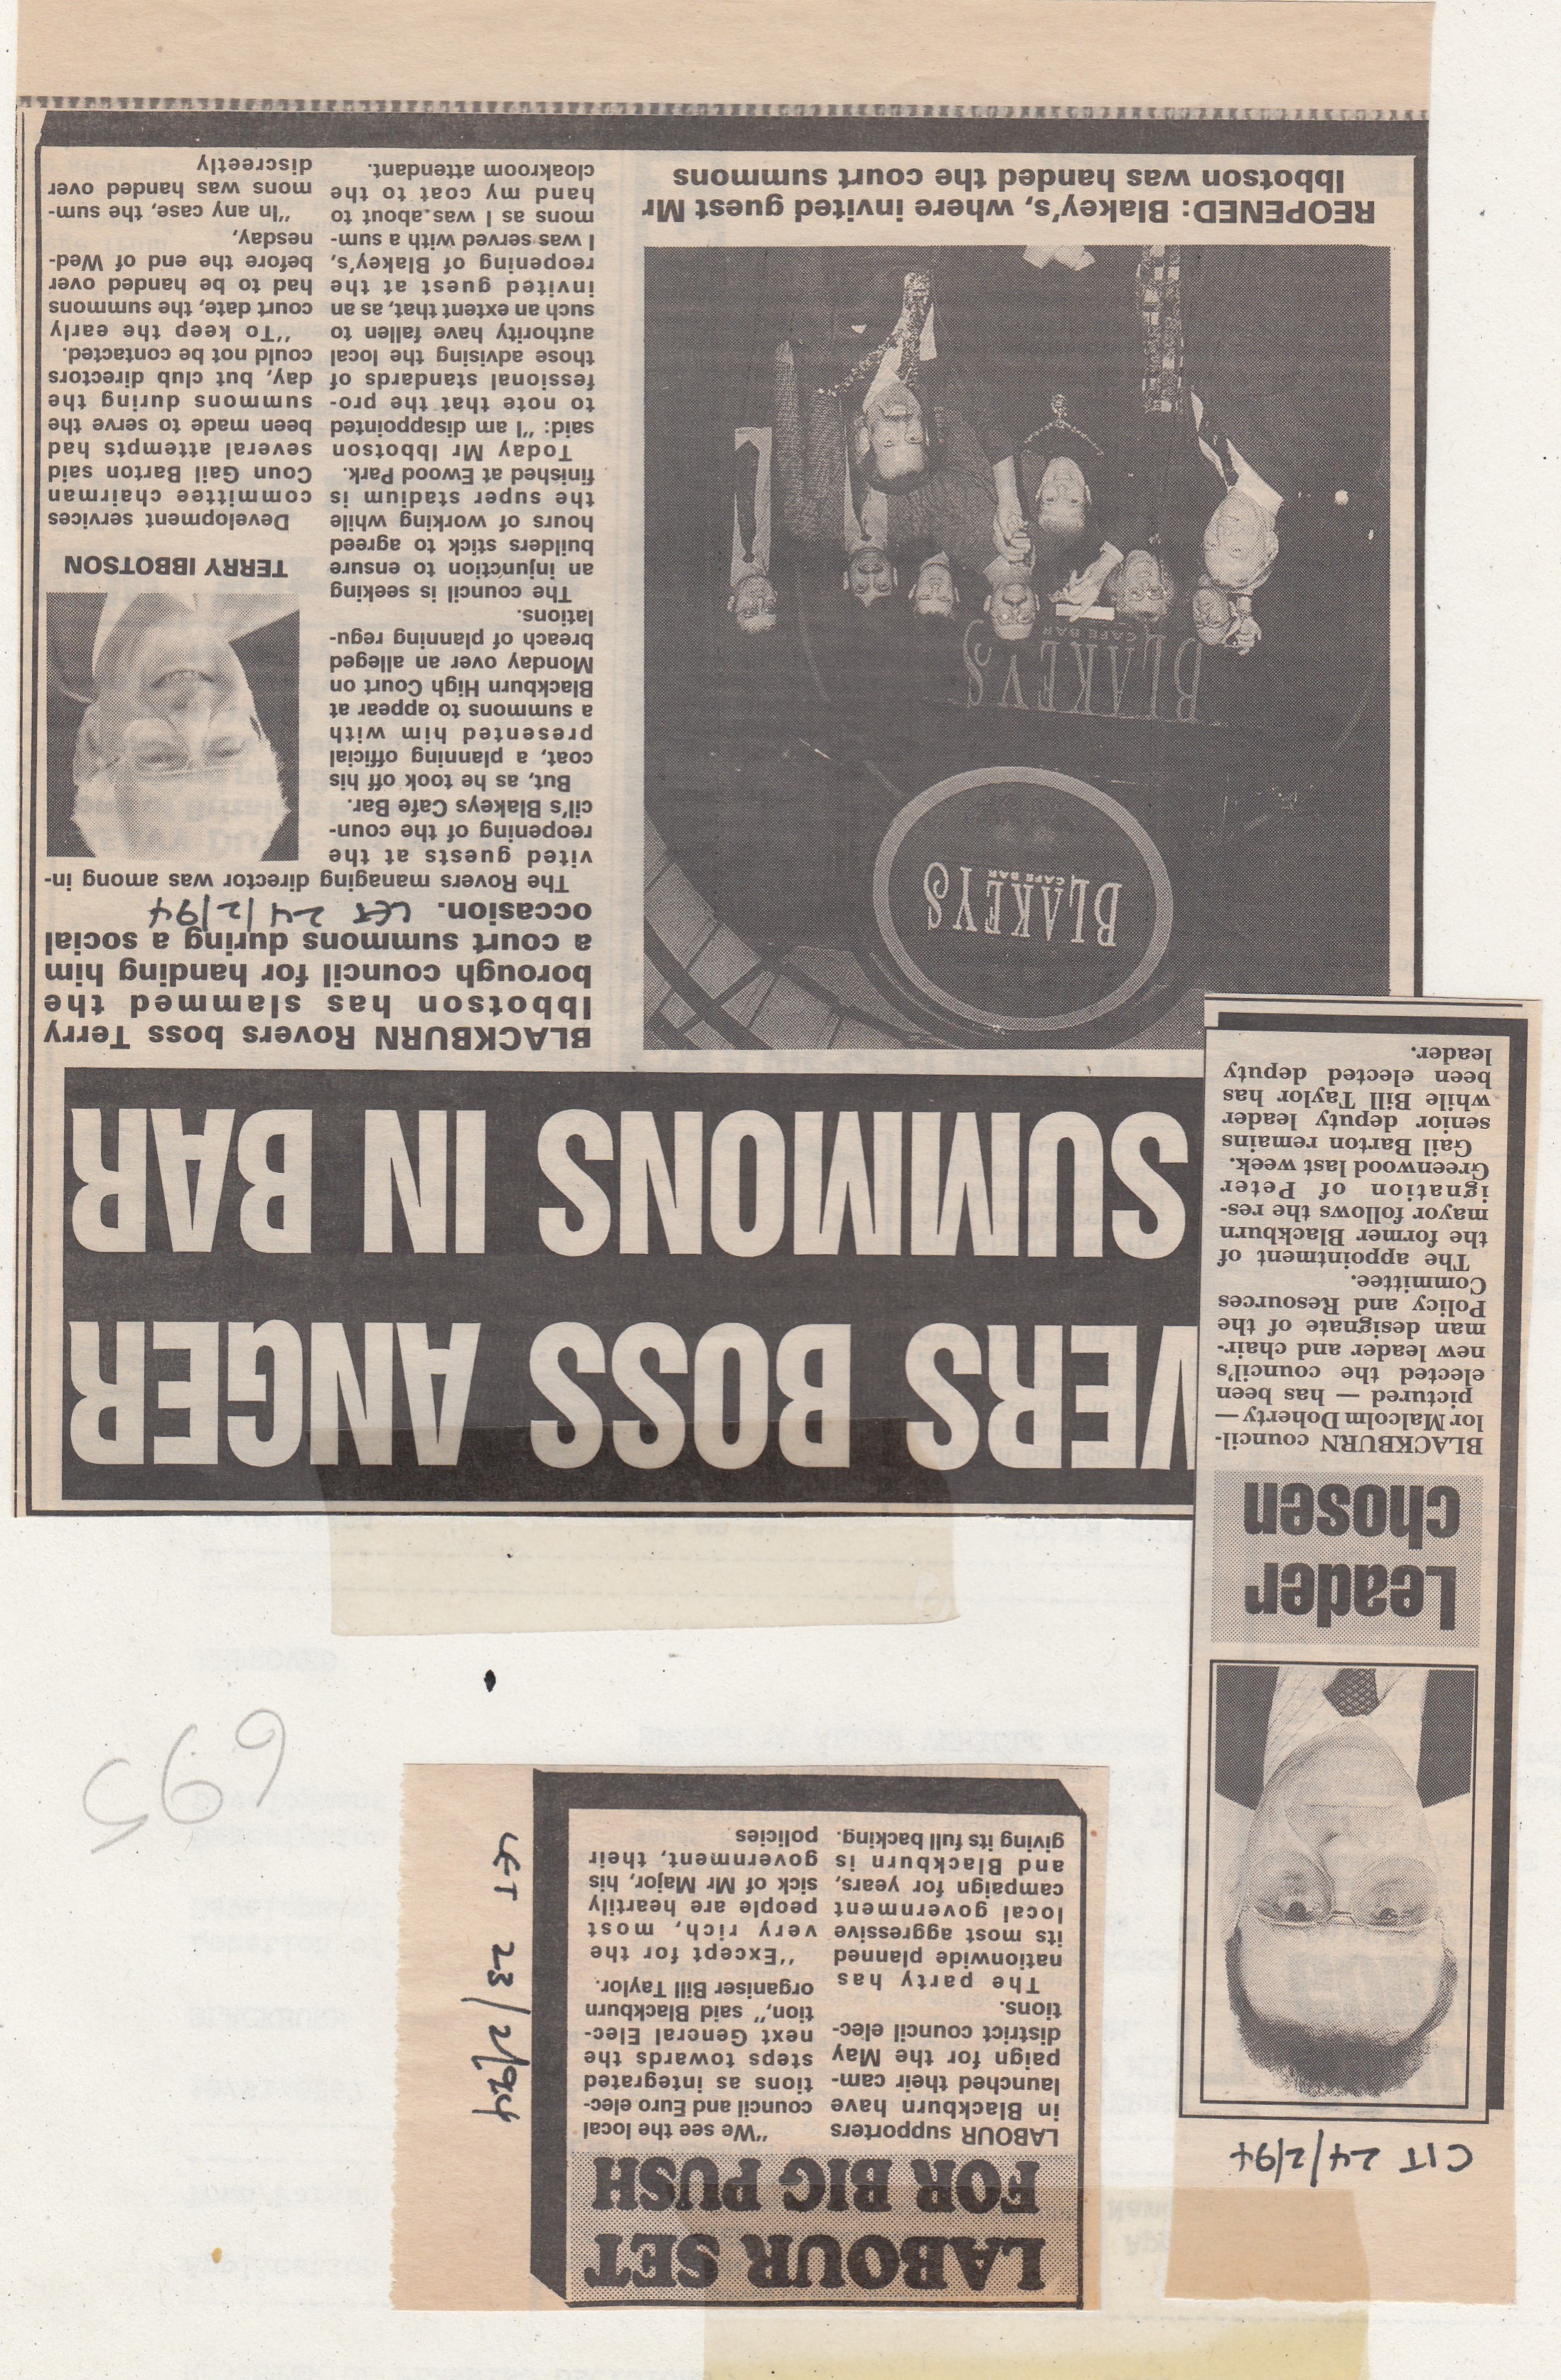 CIT 24/2/94
Leader
chosen
BLACKBURN council-
lor Malcolm Doherty —
pictured — has been
elected the council's
new leader and chair-
man designate of the
Policy and Resources
Committee.
The appointment of
the former Blackburn
mayor follows the res-
ignation of Peter
Greenwood last week.
Gail Barton remains
senior deputy leader
while Bill Taylor has
been elected deputy
leader.
LABOUR SET
FOR BIG PUSH
LABOUR supporters
in Blackburn have
launched their cam-
paign for the May
district council elec-
tions.
The party has
nationwide planned
its most aggressive
local government
campaign for years,
and Blackburn is
giving its full backing.
"We see the local
council and Euro elec-
tions as integrated
steps towards the
next General Elec-
tion," said Blackburn
organiser Bill Taylor.
"Except for the
very rich, most
people are heartily
sick of Mr Major, his
government, their
policies
LET 23/2/94
695
VERS BOSS ANGER
SUMMONS IN BAR
BLAKEYS
CAFE BAR
BLAKEYS
CAFE BAR
REOPENED: Blakey's, where invited guest Mr
Ibbotson was handed the court summons
BLACKBURN Rovers boss Terry
Ibbotson has slammed the
borough council for handing him
a court summons during a social
occasion. LET 24/2/94
The Rovers managing director was among in-
vited guests at the
reopening of the coun-
cil's Blakeys Cafe Bar.
But, as he took off his
coat, a planning official
presented him with
a summons to appear at
Blackburn High Court on
Monday over an alleged
breach of planning regu-
lations.
The council is seeking
an injunction to ensure
builders stick to agreed
hours of working while
the super stadium is
finished at Ewood Park.
Today Mr Ibbotson
said: "I am disappointed
to note that the pro-
fessional standards of
those advising the local
authority have fallen to
such an extent that, as an
invited guest at the
reopening of Blakey's,
I was served with a sum-
mons as I was about to
hand my coat to the
cloakroom attendant.
TERRY IBBOTSON
Development services
committee chairman
Coun Gail Barton said
several attempts had
been made to serve the
summons during the
day, but club directors
could not be contacted.
"To keep the early
court date, the summons
had to be handed over
before the end of Wed-
nesday,
"In any case, the sum-
mons was handed over
discreetly